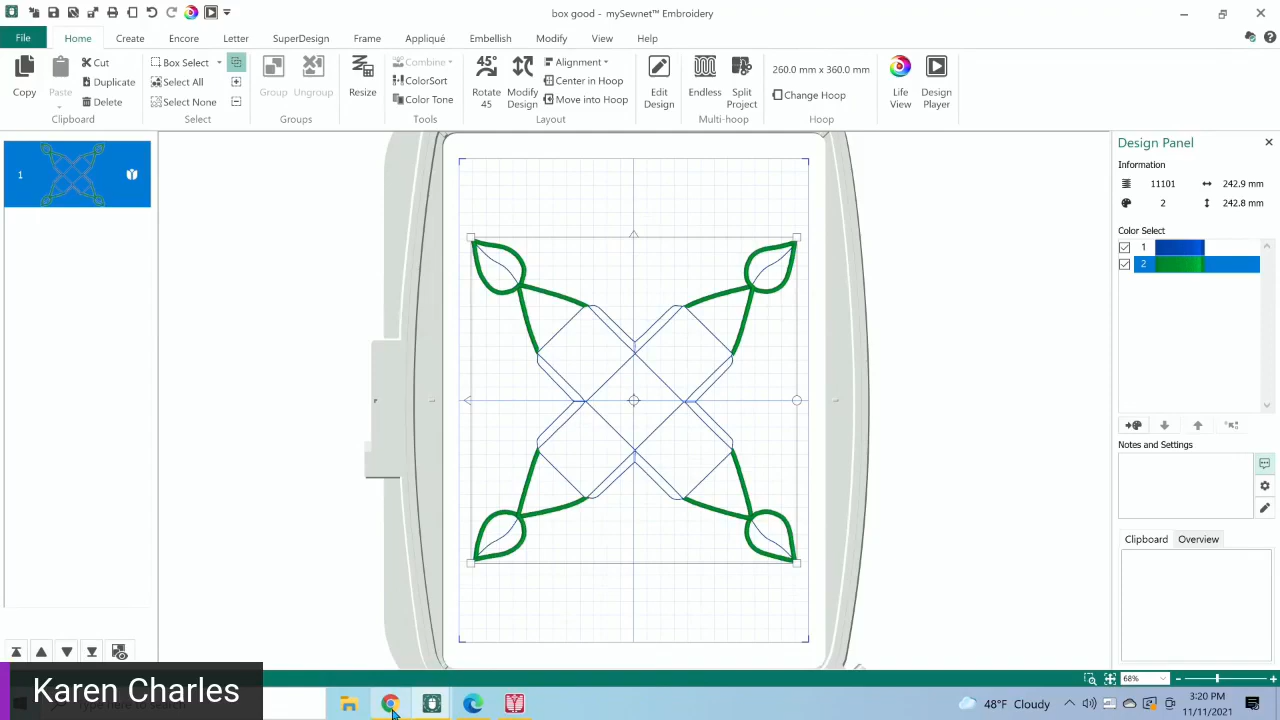 box good - mySewnet™ Embroidery
File Home Create Encore Letter SuperDesign Frame Appliqué Embellish Modify View Help
Copy
Paste
Cut
Duplicate
Delete
Clipboard
Box Select
Select All
Select None
Select
Group
Ungroup
Groups
Resize
Combine
ColorSort
Color Tone
Tools
Rotate
45
45°
Modify
Design
Alignment
Center in Hoop
Move into Hoop
Layout
Edit
Design
Endless
Split
Project
Multi-hoop
260.0 mm x 360.0 mm
Change Hoop
Hoop
Life
View
Design
Player
1
Design Panel
Information
11101 242.9 mm
2 242.8 mm
Color Select
1
2
Notes and Settings
Clipboard Overview
68%
Karen Charles
48°F Cloudy
3:20 PM
11/11/2021